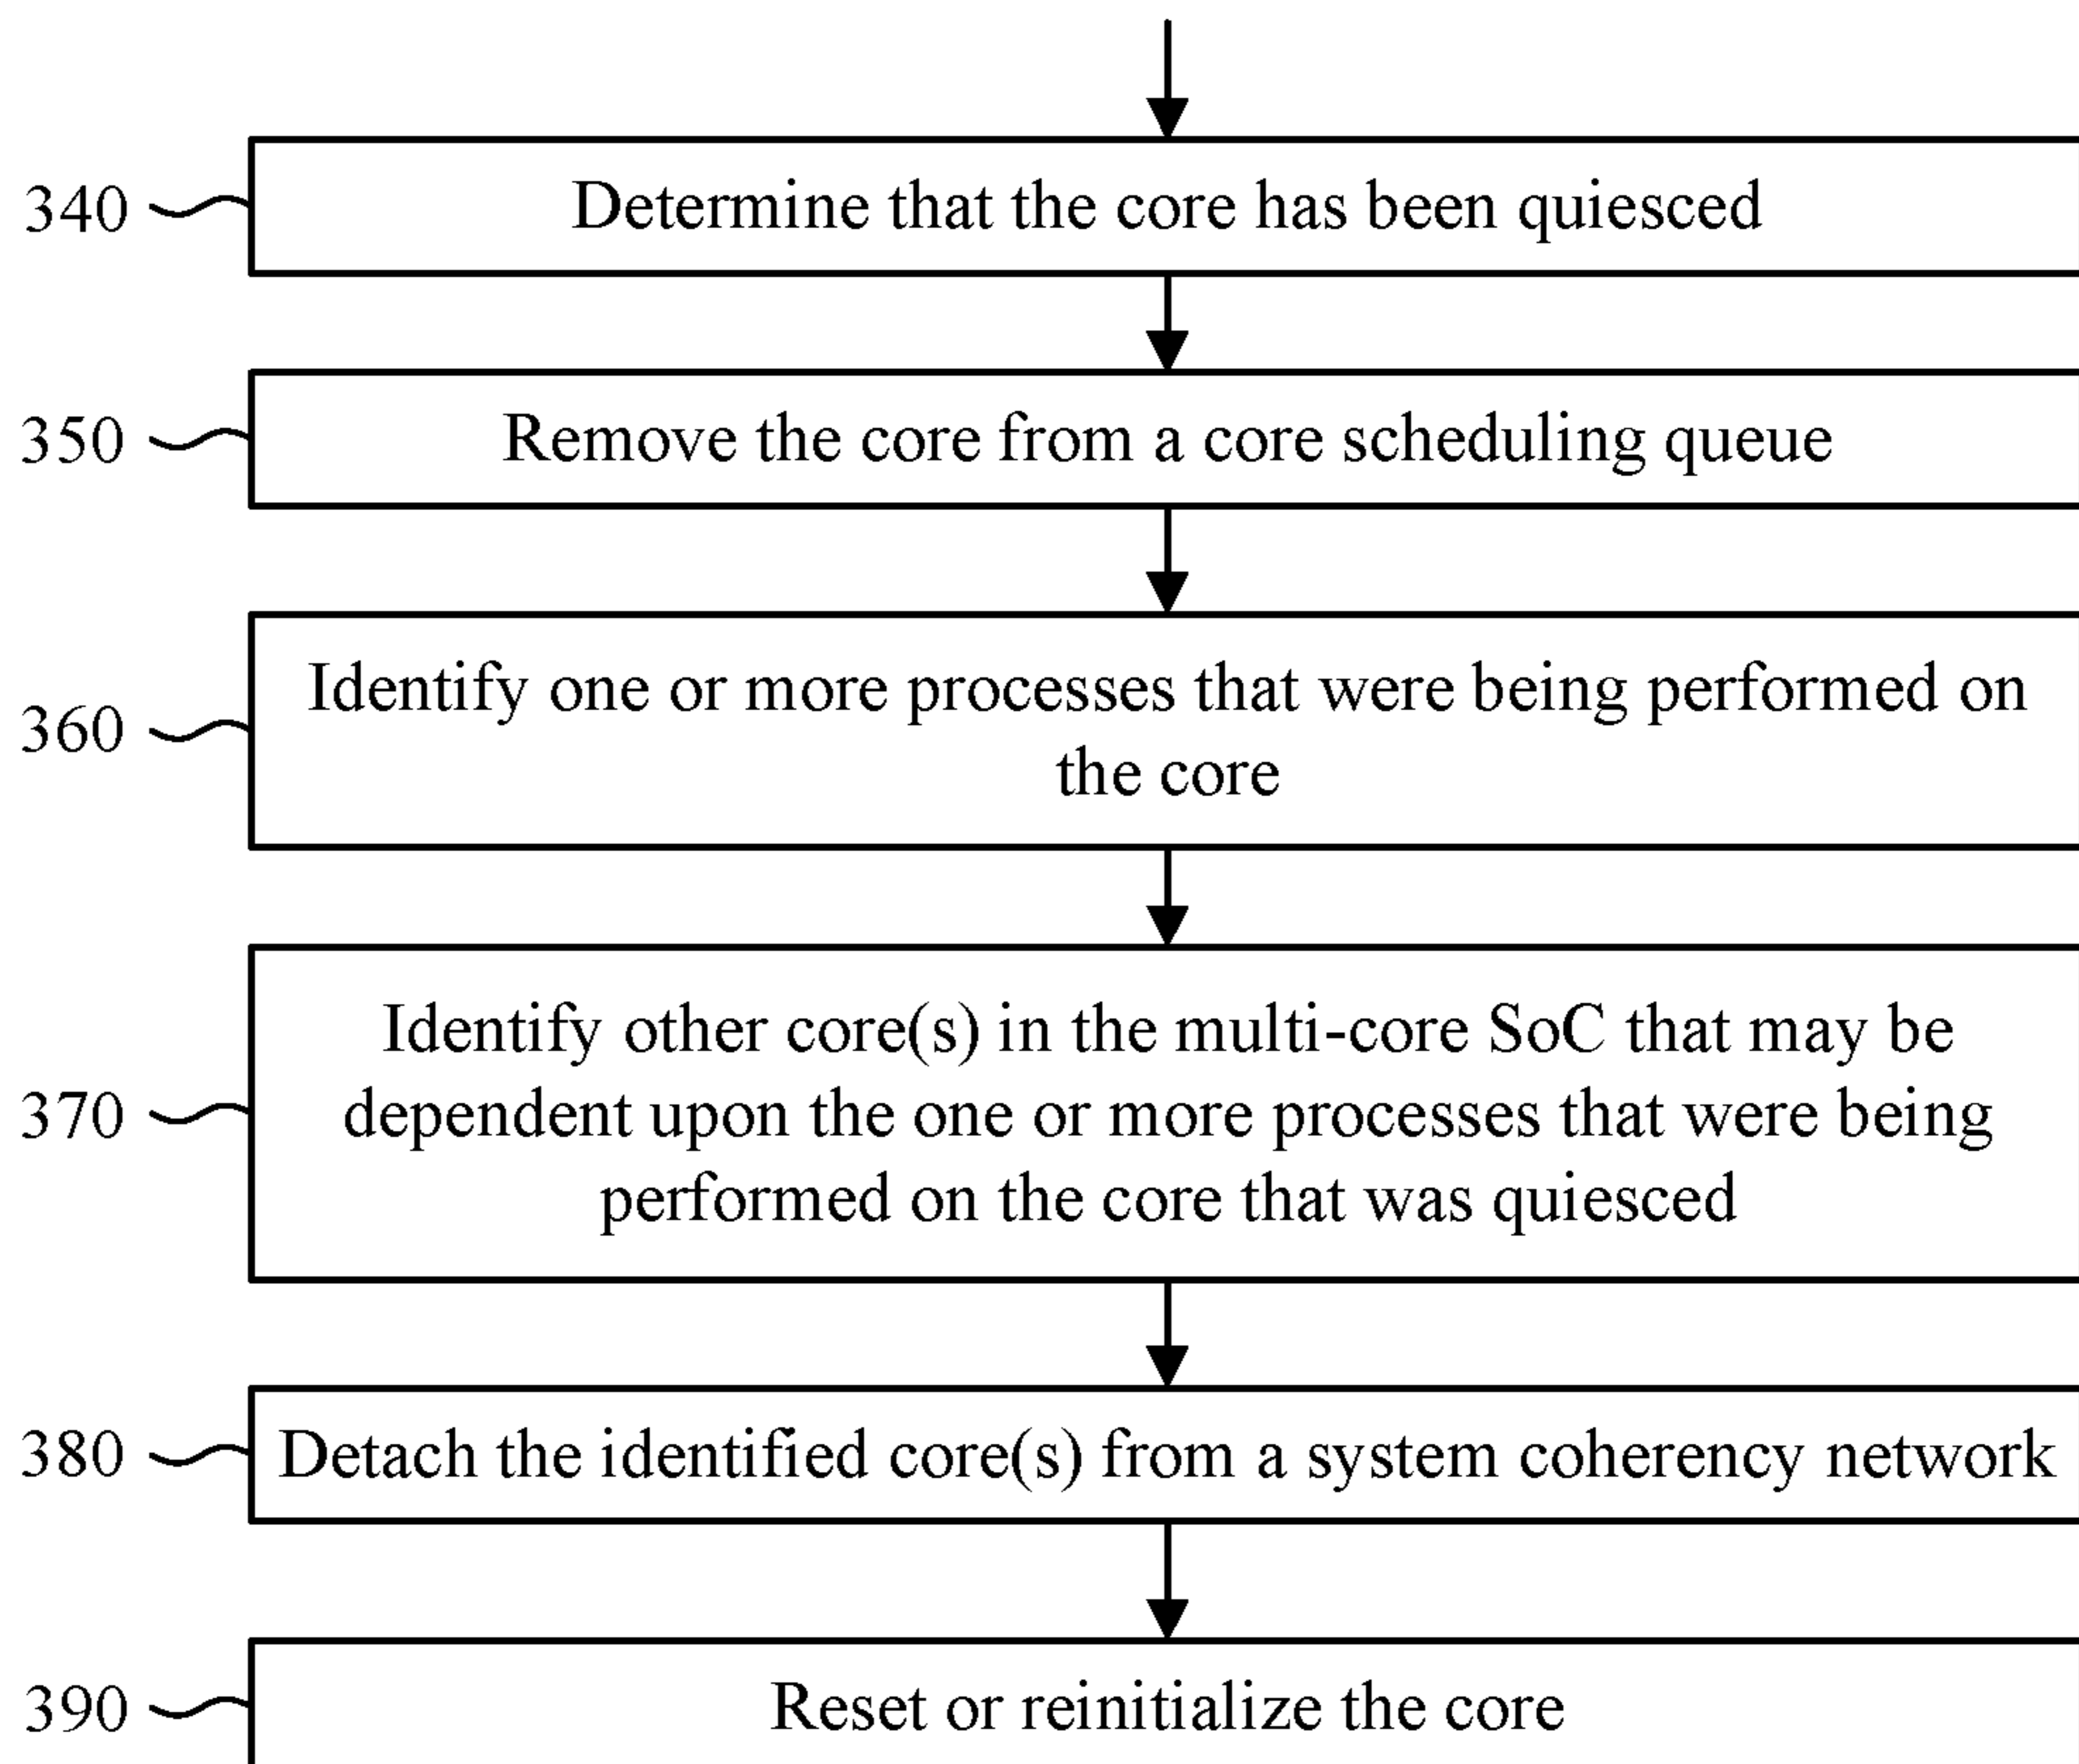 340
Determine that the core has been quiesced
350
Remove the core from a core scheduling queue
360
Identify one or more processes that were being performed on
the core
370
Identify other core(s) in the multi-core SoC that may be
dependent upon the one or more processes that were being
performed on the core that was quiesced
380
Detach the identified core(s) from a system coherency network
390
Reset or reinitialize the core